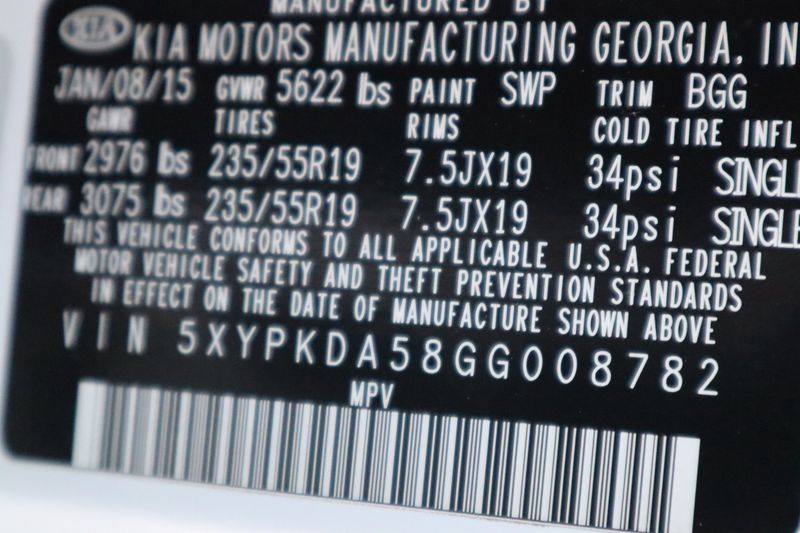 MANUFACTURED BY
KIA KIA MOTORS MANUFACTURING GEORGIA, IN
JAN/08/15 GVWR 5622 lbs PAINT SWP TRIM BGG
GAWR TIRES RIMS COLD TIRE INFL
FRONT 2976 lbs 235/55R19 7.5JX19 34psi SINGL
REAR 3075 lbs 235/55R19 7.5JX19 34psi SINGLE
THIS VEHICLE CONFORMS TO ALL APPLICABLE U.S.A. FEDERAL
MOTOR VEHICLE SAFETY AND THEFT PREVENTION STANDARDS
IN EFFECT ON THE DATE OF MANUFACTURE SHOWN ABOVE
VIN 5XYPKDA58GG008782
MPV